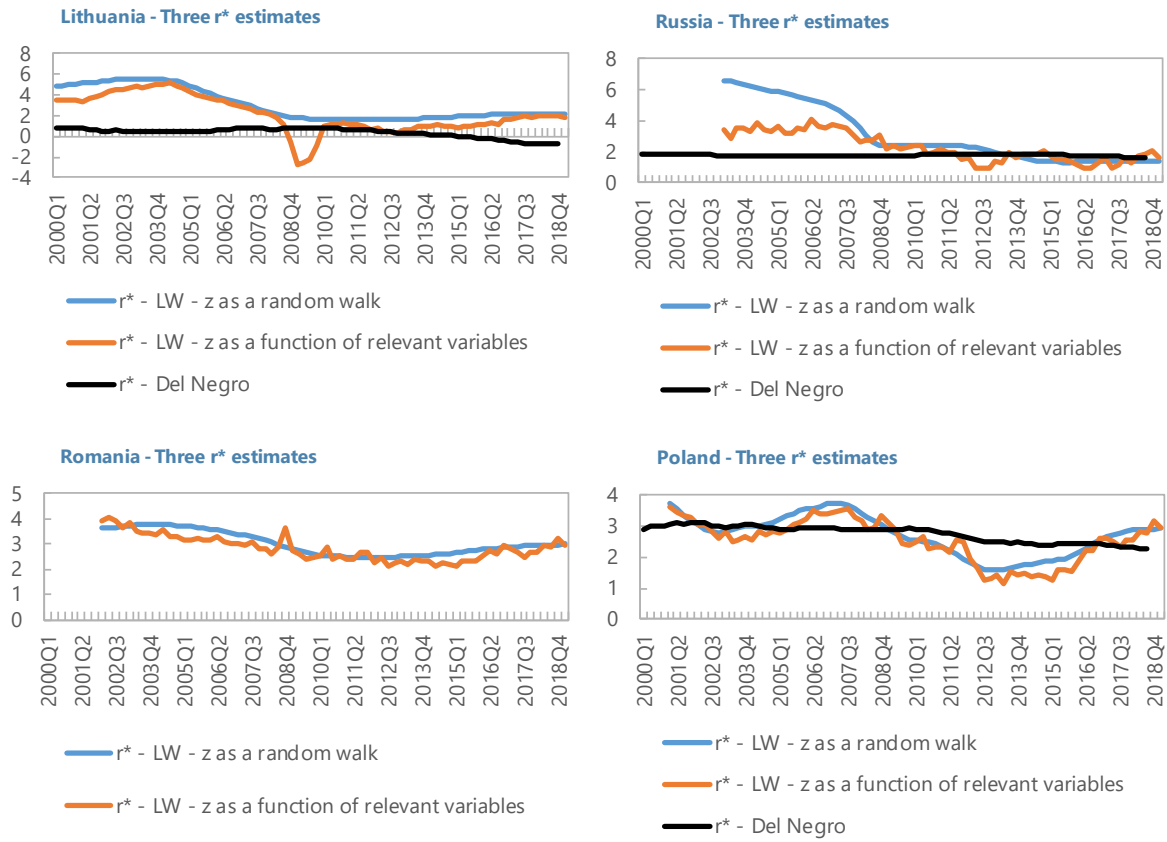 Lithuania - Three r* estimates
8
6
4
2
0
-2
-4
2000Q1
2001Q2
2002Q3
2003Q4
2005Q1
2006Q2
2007Q3
2008Q4
2010Q1
2011Q2
2012Q3
2013Q4
2015Q1
2016Q2
2017Q3
2018Q4
r* - LW - z as a random walk
r* - LW - z as a function of relevant variables
r* - Del Negro
Russia - Three r* estimates
8
6
4
2
0
2000Q1
2001Q2
2002Q3
2003Q4
2005Q1
2006Q2
2007Q3
2008Q4
2010Q1
2011Q2
2012Q3
2013Q4
2015Q1
2016Q2
2017Q3
2018Q4
r* - LW - z as a random walk
r* - LW - z as a function of relevant variables
r* - Del Negro
Romania - Three r* estimates
5
4
3
2
1
0
2000Q1
2001Q2
2002Q3
2003Q4
2005Q1
2006Q2
2007Q3
2008Q4
2010Q1
2011Q2
2012Q3
2013Q4
2015Q1
2016Q2
2017Q3
2018Q4
r* - LW - z as a random walk
r* - LW - z as a function of relevant variables
Poland - Three r* estimates
4
3
2
1
0
2000Q1
2001Q2
2002Q3
2003Q4
2005Q1
2006Q2
2007Q3
2008Q4
2010Q1
2011Q2
2012Q3
2013Q4
2015Q1
2016Q2
2017Q3
2018Q4
r* - LW - z as a random walk
r* - LW - z as a function of relevant variables
r* - Del Negro